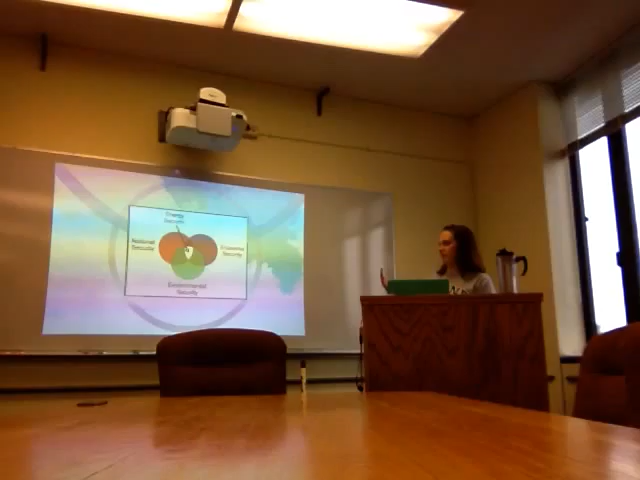 Energy
Security
National
Security
Economic
Security
Environmental
Security